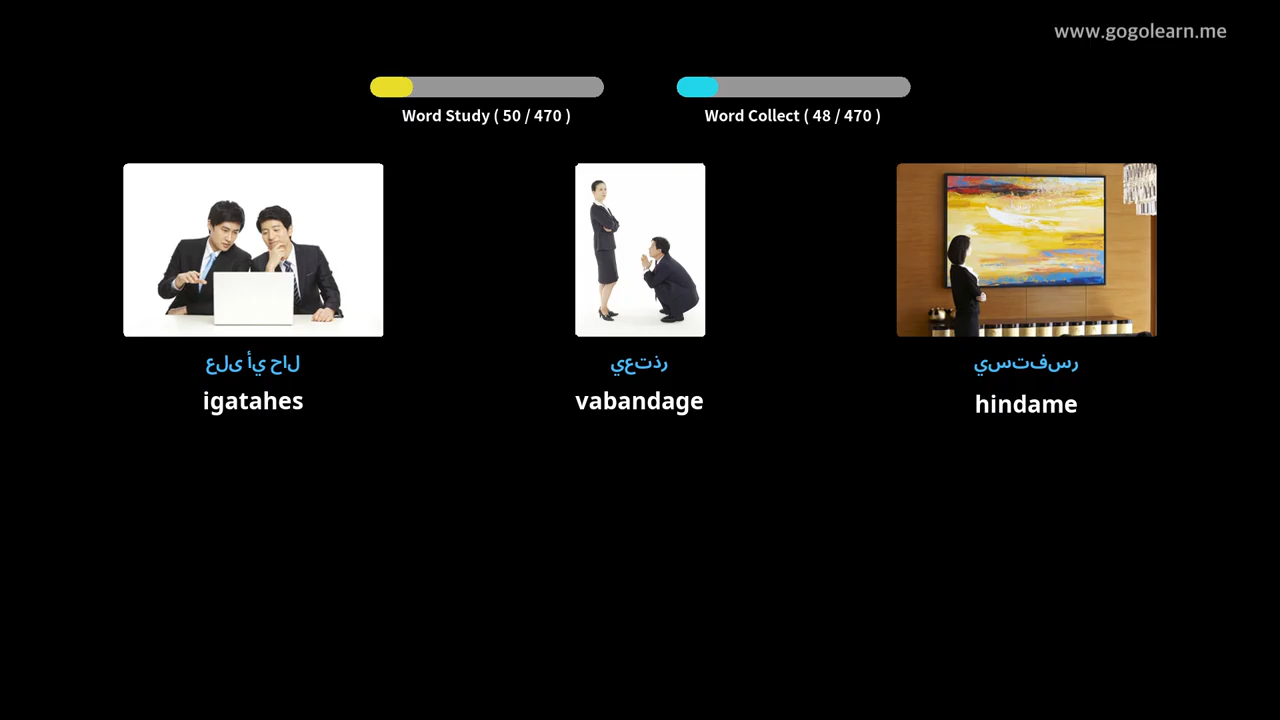 www.gogolearn.me
Word Study ( 50 / 470 )
Word Collect ( 48 / 470 )
على أي حال
يعتذر
يستفسر
igatahes
vabandage
hindame